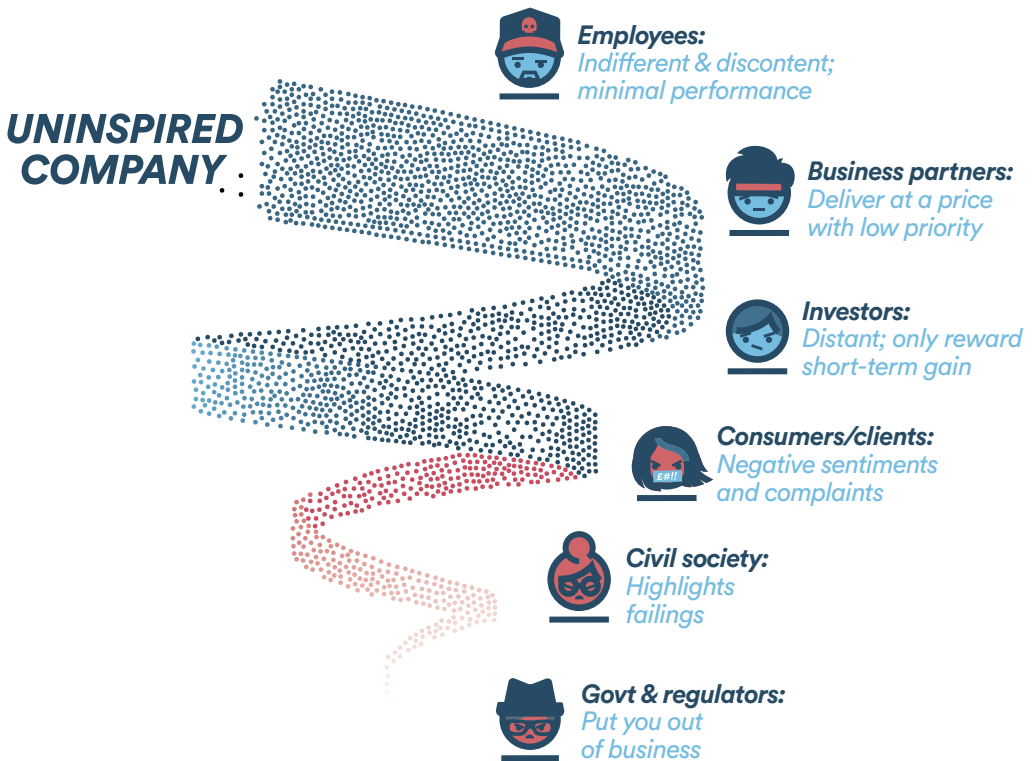 UNINSPIRED
COMPANY
Employees:
Indifferent & discontent;
minimal performance
Business partners:
Deliver at a price
with low priority
Investors:
Distant; only reward
short-term gain
Consumers/clients:
Negative sentiments
and complaints
£#!!
Civil society:
Highlights
failings
Govt & regulators:
Put you out
of business